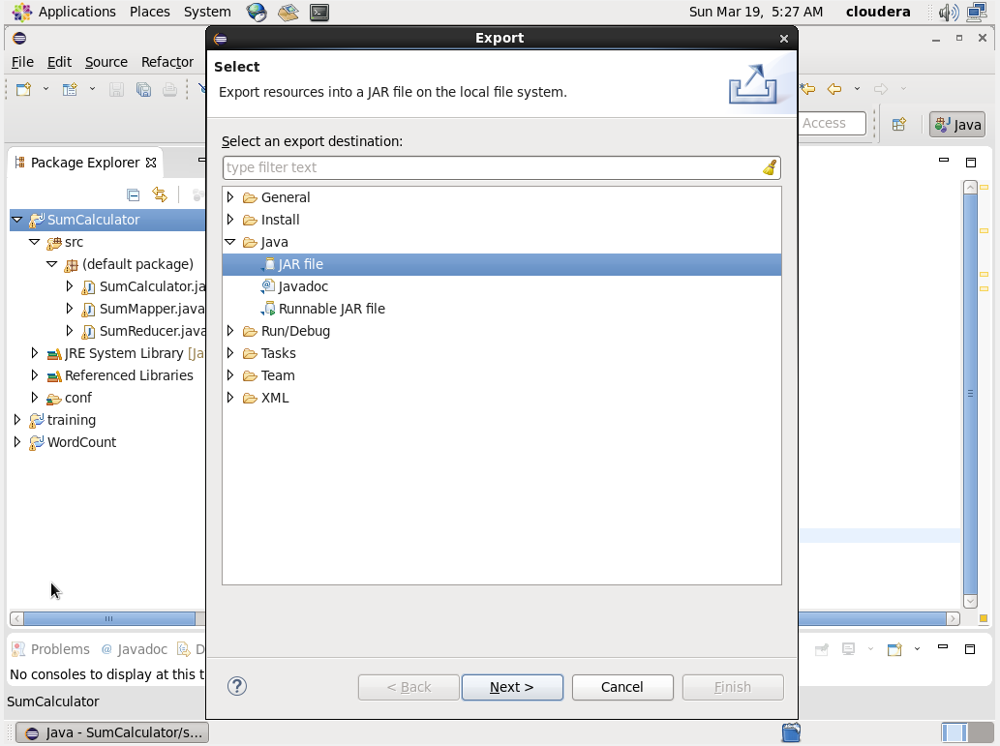 Applications Places System Sun Mar 19, 5:27 AM cloudera
Export
File Edit Source Refactor
Select
Export resources into a JAR file on the local file system.
Access
Java
Select an export destination:
type filter text
Package Explorer
General
Install
Java
JAR file
Javadoc
Runnable JAR file
Run/Debug
Tasks
Team
XML
SumCalculator
src
(default package)
SumCalculator.ja
SumMapper.java
SumReducer.java
JRE System Library [Ja
Referenced Libraries
conf
training
WordCount
Problems @ Javadoc D
No consoles to display at this t
< Back Next > Cancel Finish
SumCalculator
Java - SumCalculator/s...